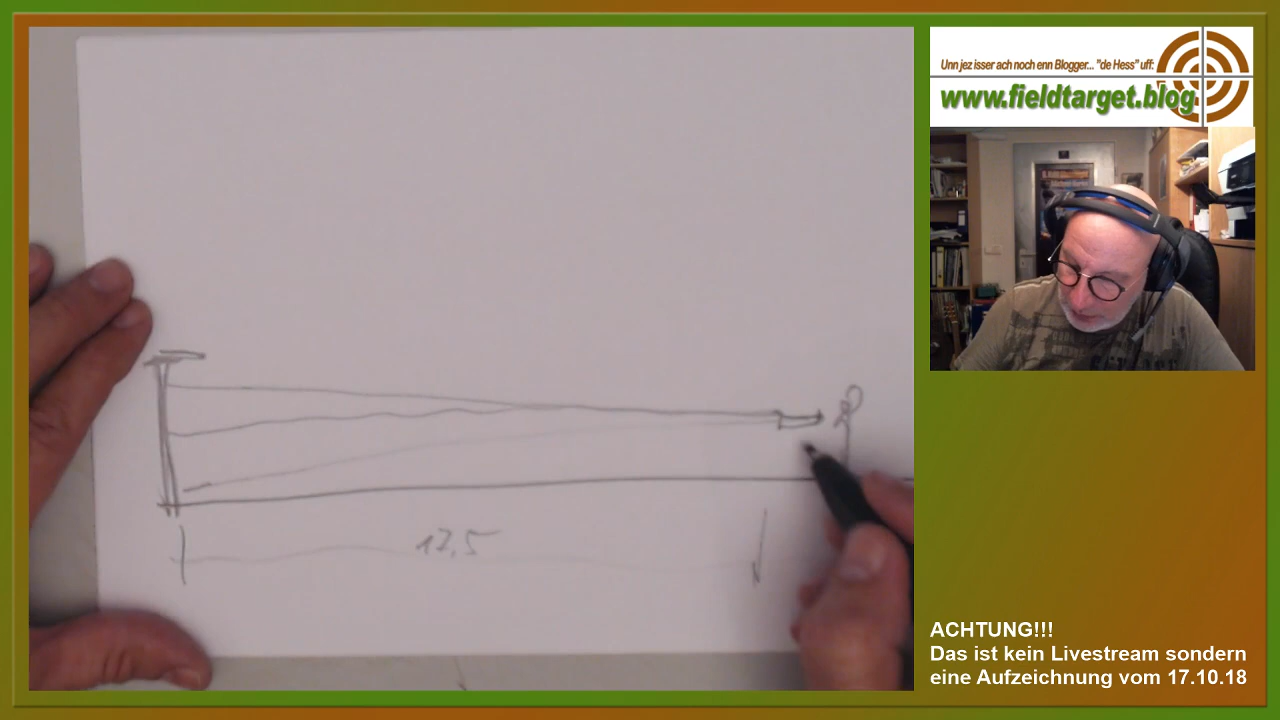 Unn jez isser ach noch enn Blogger... "de Hess" uff:
www.fieldtarget.blog
17,5
ACHTUNG!!!
Das ist kein Livestream sondern
eine Aufzeichnung vom 17.10.18